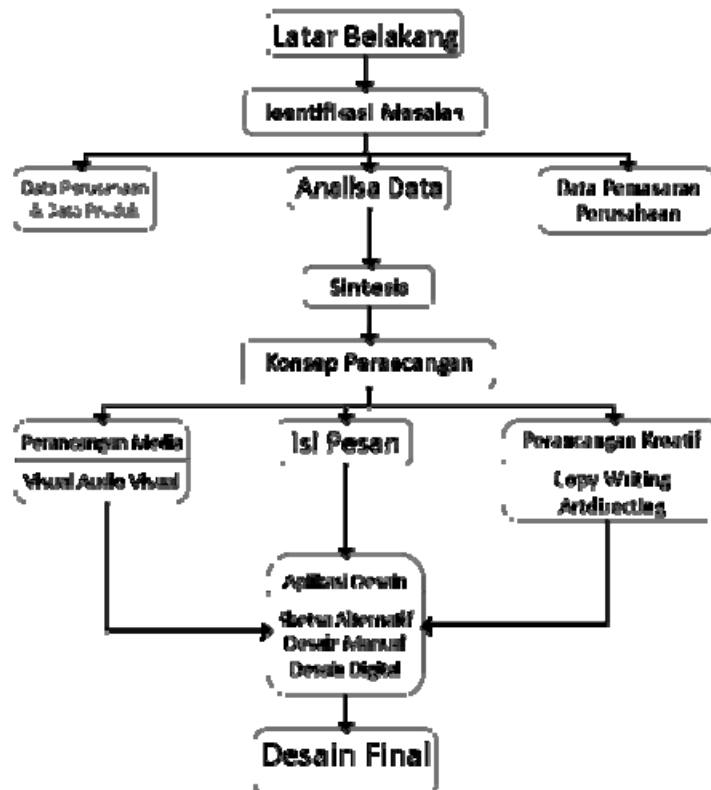 Latar Belakang
Identifikasi Masalah
Data Perusahaan
& Data Produk
Analisa Data
Data Pemasaran
Perusahaan
Sintesis
Konsep Perancangan
Perancangan Media
Visual Audio Visual
Isi Pesan
Perancangan Kreatif
Copy Writing
Artdirecting
Aplikasi Desain
Sketsa Alternatif
Desain Manual
Desain Digital
Desain Final